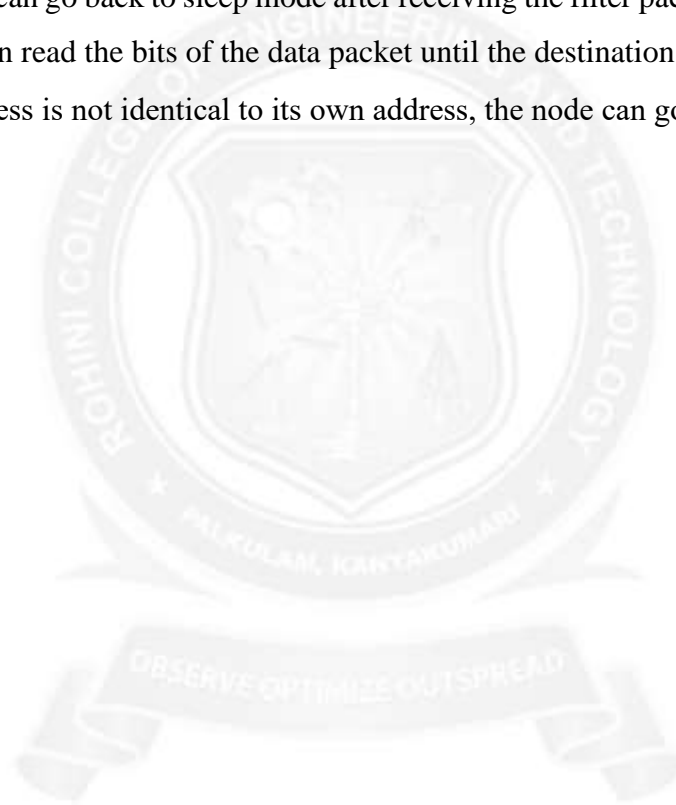 can go back to sleep mode after receiving the filter pac
n read the bits of the data packet until the destination
ess is not identical to its own address, the node can go
ROHINI COLLEGE OF ENGINEERING AND TECHNOLOGY
PALKULAM, KANYAKUMARI
OBSERVE OPTIMIZE OUTSPREAD